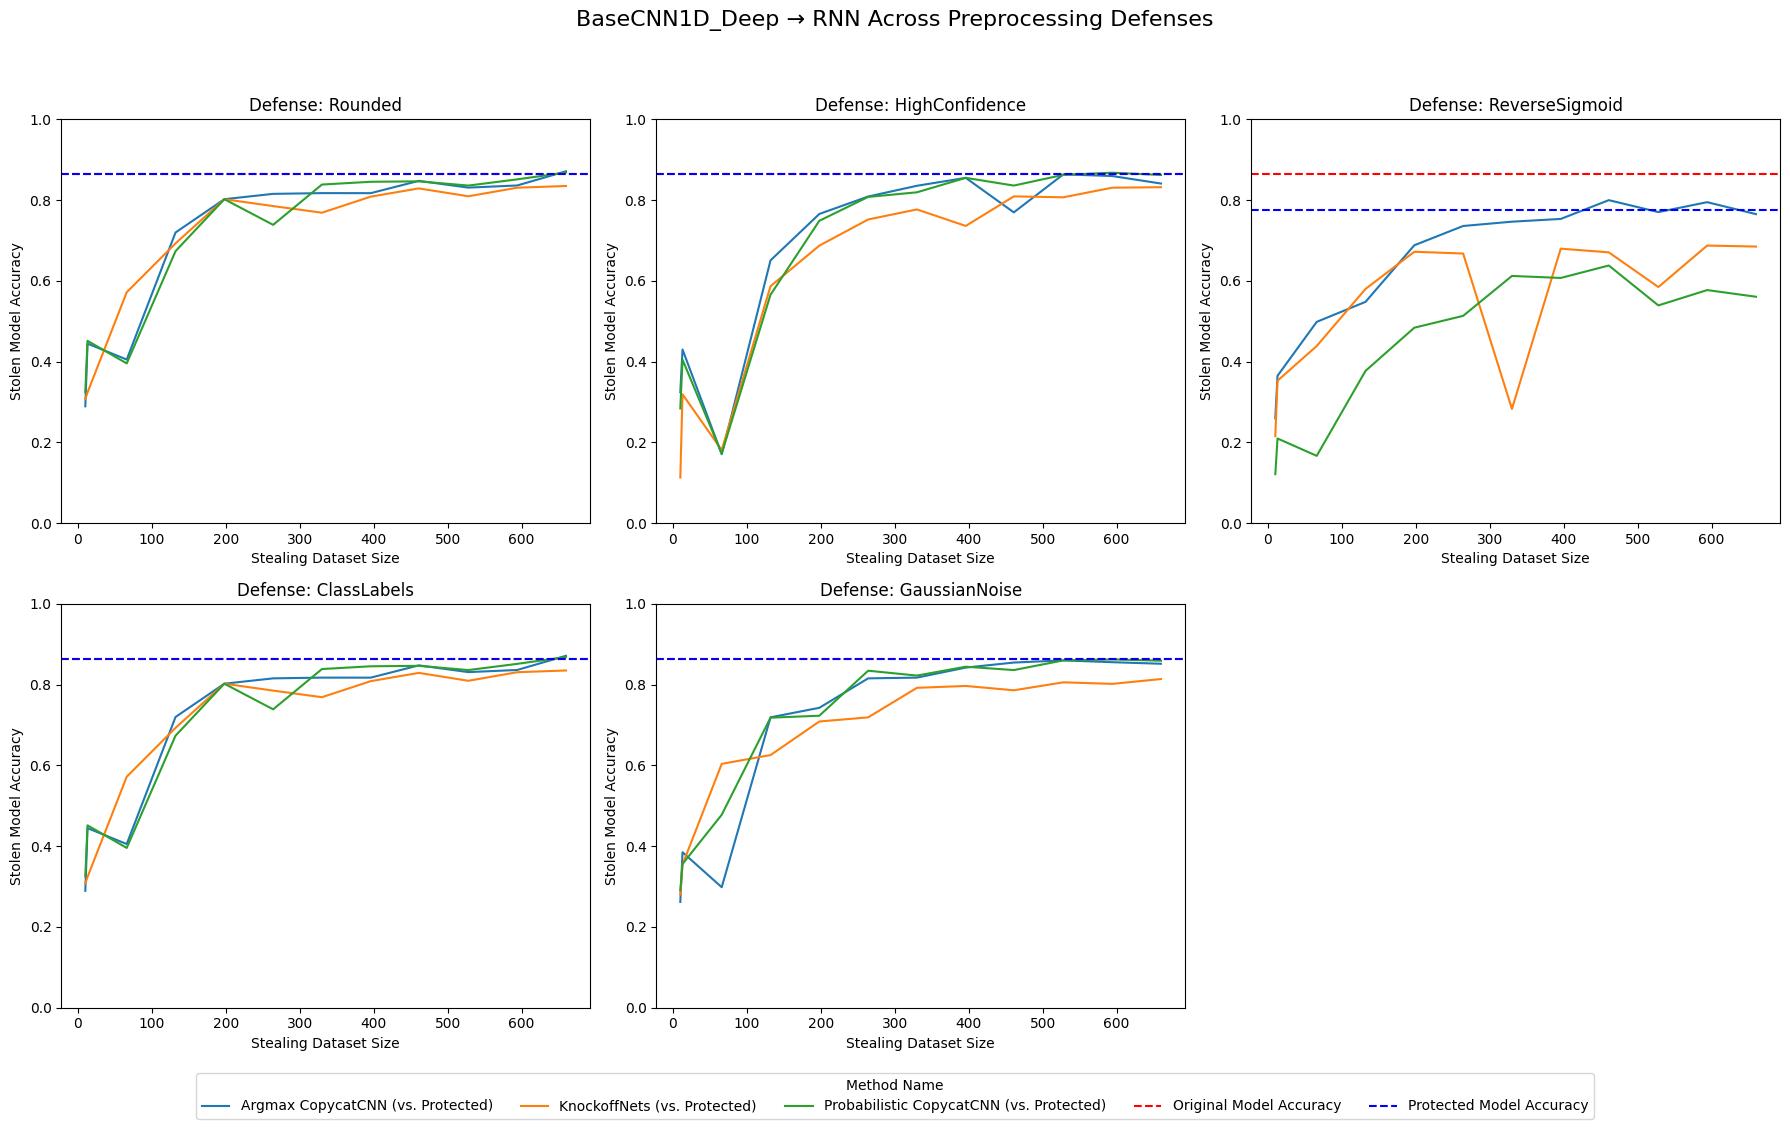 BaseCNN1D_Deep → RNN Across Preprocessing Defenses
Defense: Rounded
1.0
0.8
0.6
0.4
0.2
0.0
Stolen Model Accuracy
0 100 200 300 400 500 600
Stealing Dataset Size
Defense: HighConfidence
1.0
0.8
0.6
0.4
0.2
0.0
Stolen Model Accuracy
0 100 200 300 400 500 600
Stealing Dataset Size
Defense: ReverseSigmoid
1.0
0.8
0.6
0.4
0.2
0.0
Stolen Model Accuracy
0 100 200 300 400 500 600
Stealing Dataset Size
Defense: ClassLabels
1.0
0.8
0.6
0.4
0.2
0.0
Stolen Model Accuracy
0 100 200 300 400 500 600
Stealing Dataset Size
Defense: GaussianNoise
1.0
0.8
0.6
0.4
0.2
0.0
Stolen Model Accuracy
0 100 200 300 400 500 600
Stealing Dataset Size
Method Name
Argmax CopycatCNN (vs. Protected) KnockoffNets (vs. Protected) Probabilistic CopycatCNN (vs. Protected) Original Model Accuracy Protected Model Accuracy